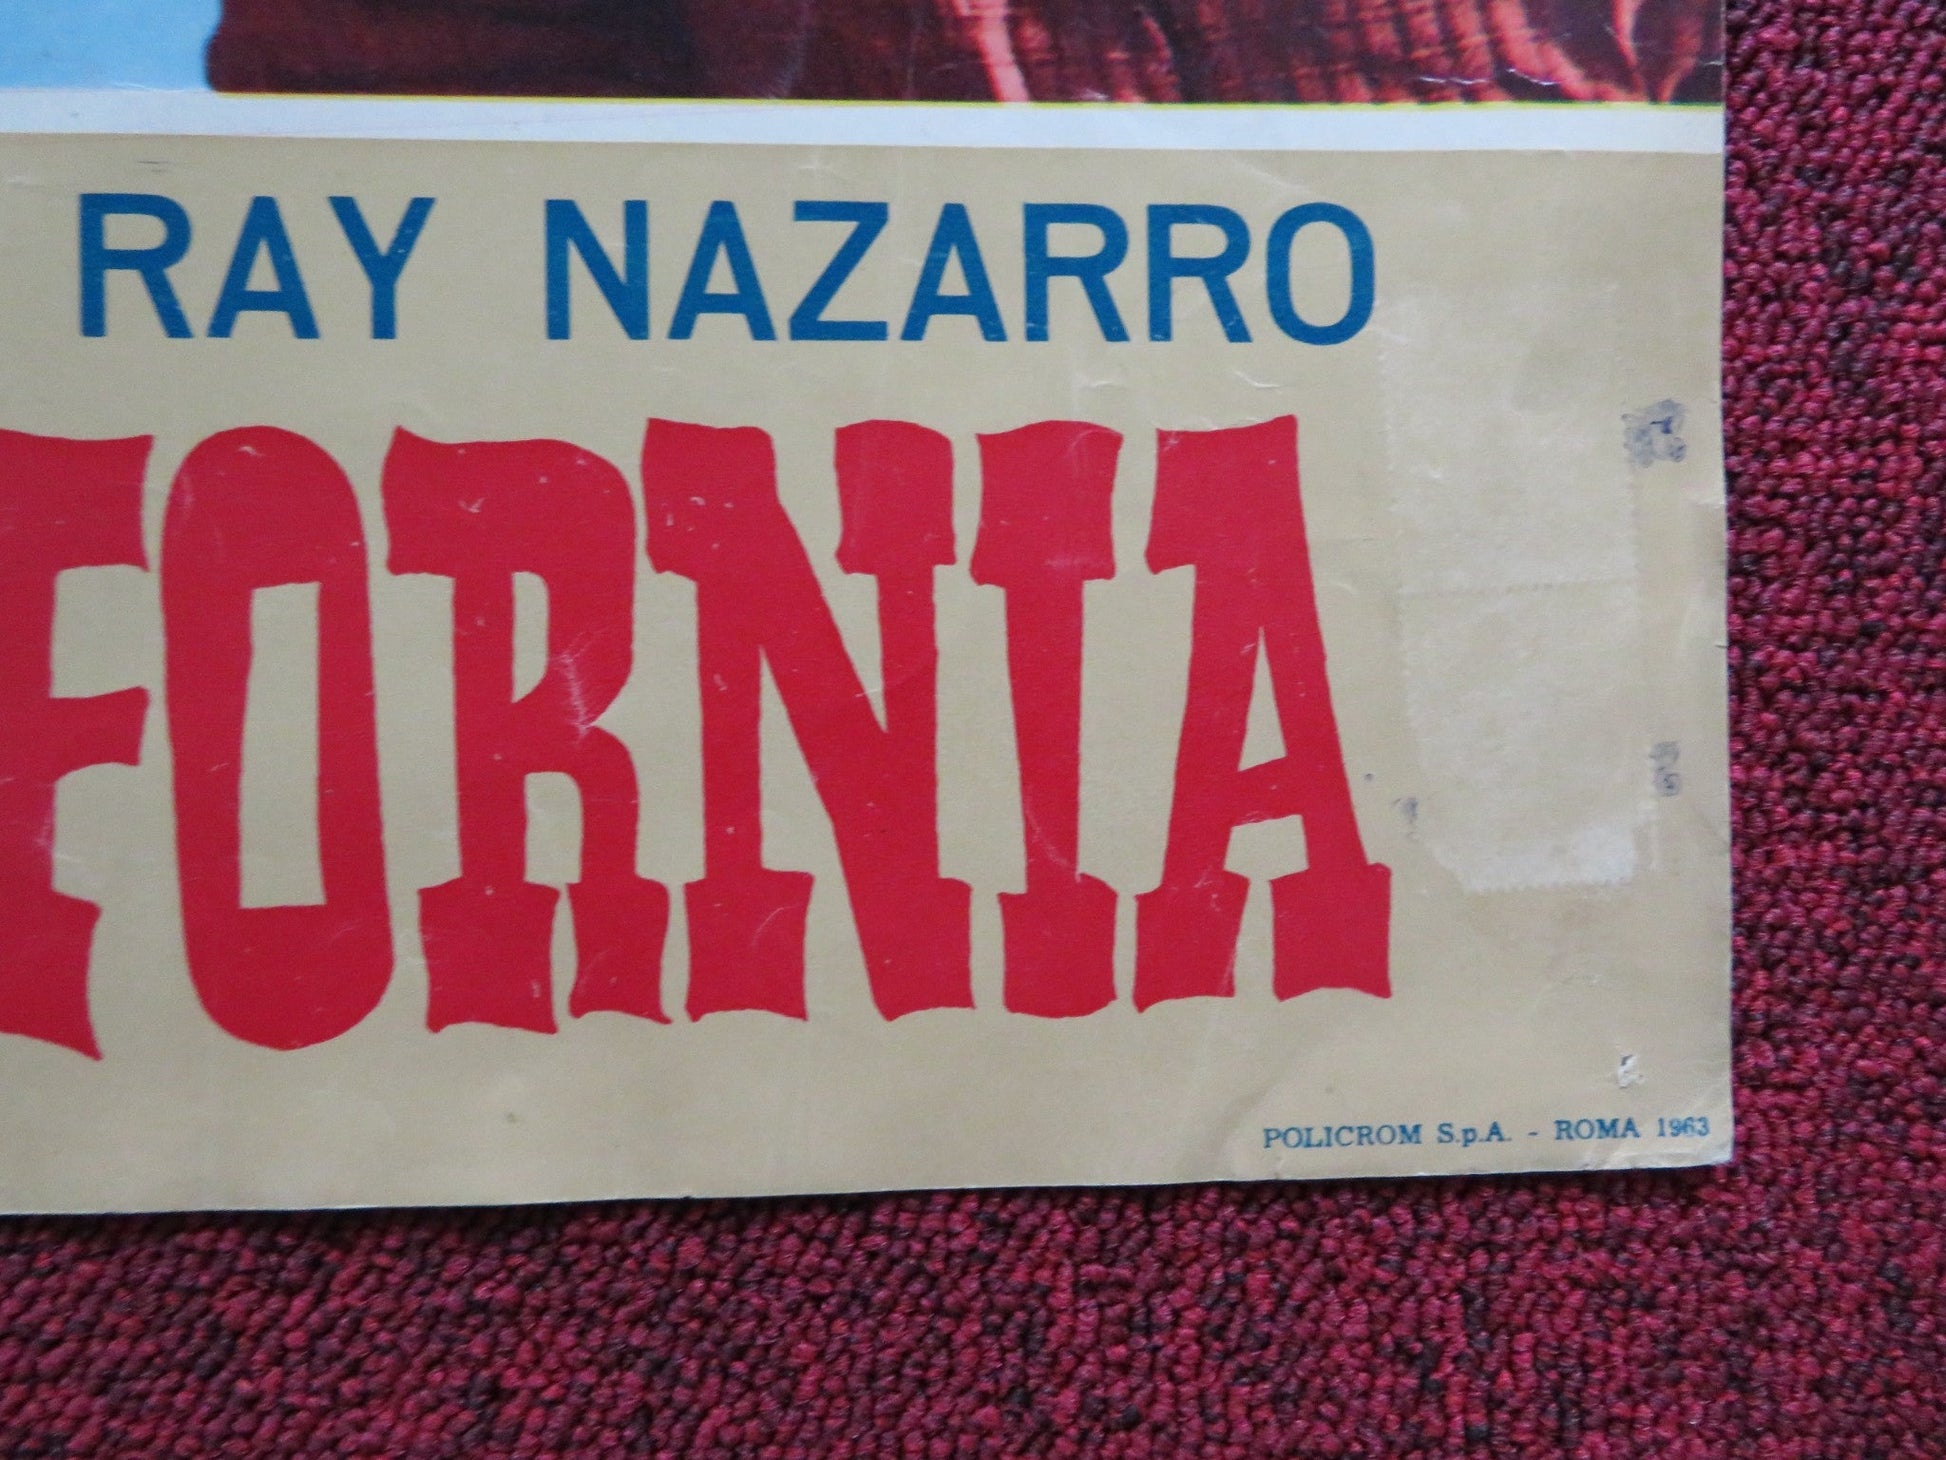 RAY NAZARRO
FORNIA
POLICROM S.p.A. - ROMA 1963